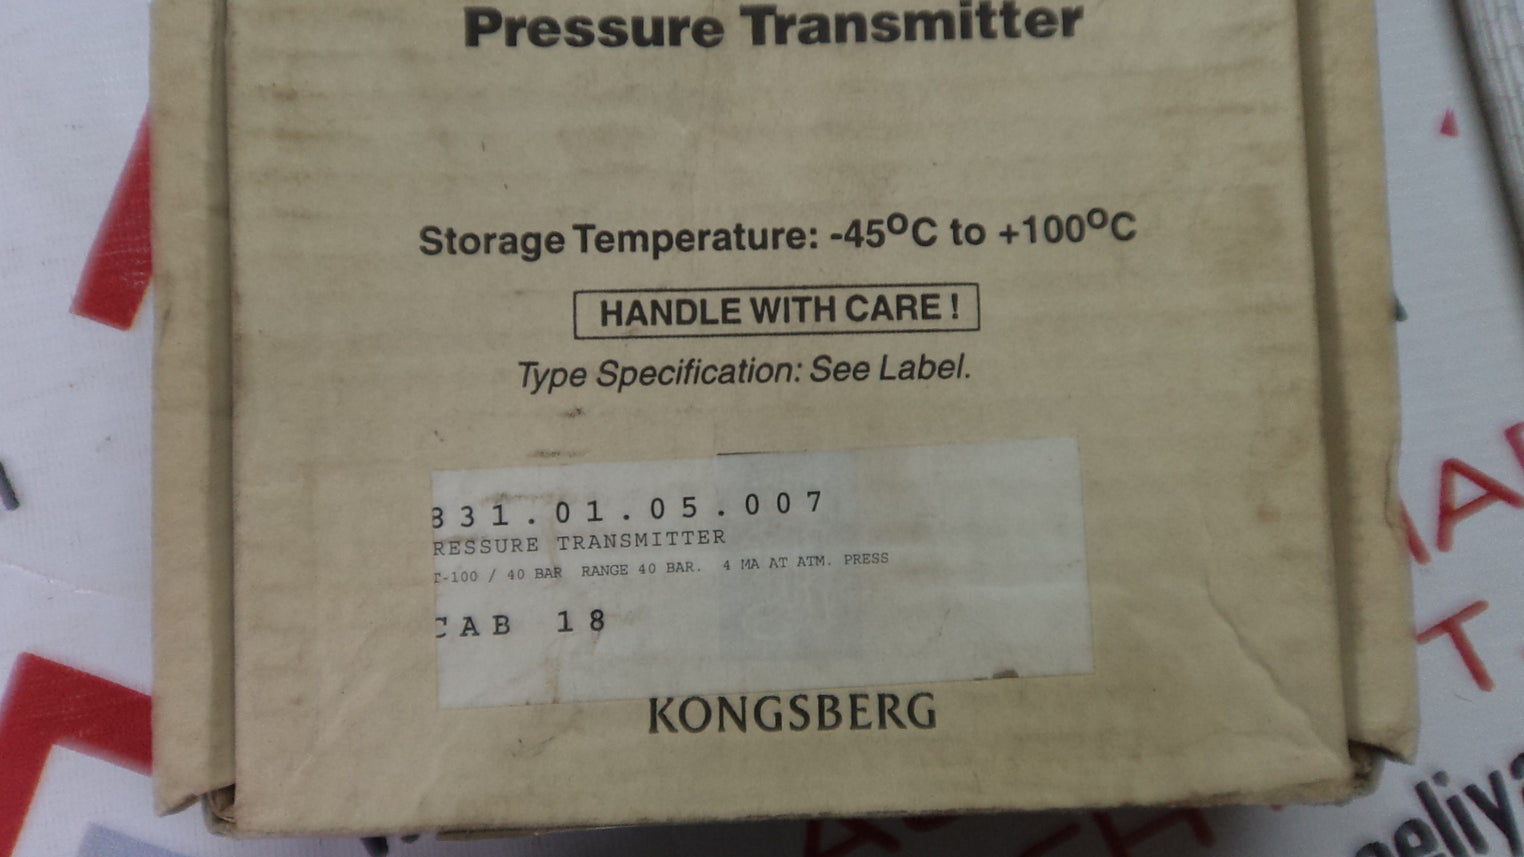 Pressure Transmitter
Storage Temperature: -45°C to +100°C
HANDLE WITH CARE !
Type Specification: See Label.
331.01.05.007
RESSURE TRANSMITTER
-100 / 40 BAR RANGE 40 BAR. 4 MA AT ATM. PRESS
CAB 18
KONGSBERG